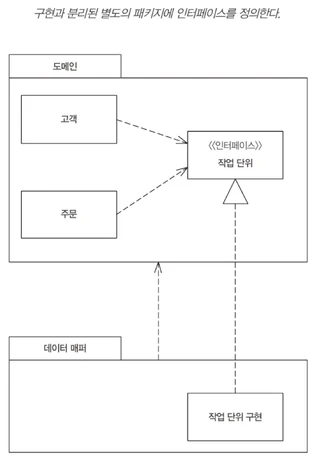 구현과 분리된 별도의 패키지에 인터페이스를 정의한다.
도메인
고객
<<인터페이스>>
작업 단위
주문
데이터 매퍼
작업 단위 구현